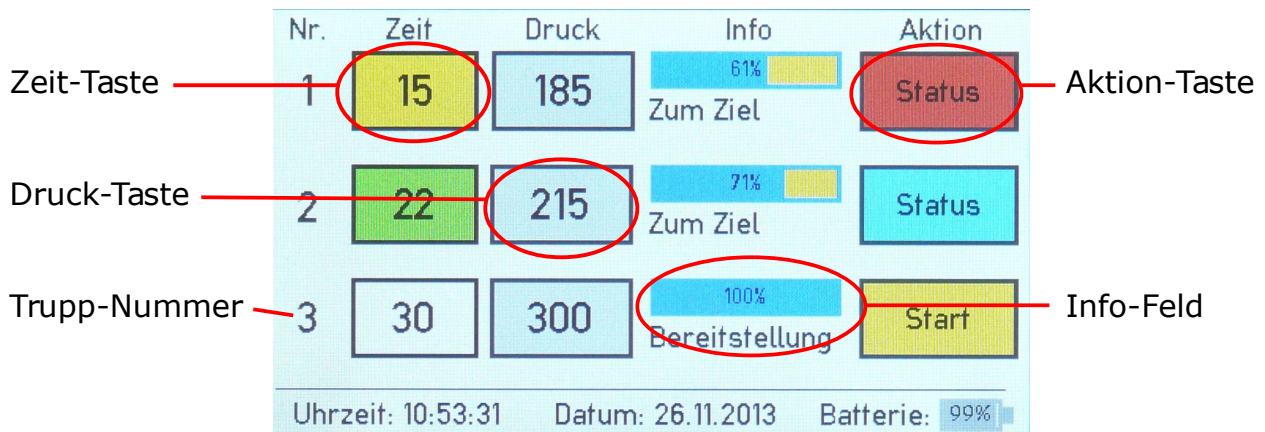 Nr. Zeit Druck Info Aktion
Zeit-Taste 1 15 185 61% Status Aktion-Taste
Zum Ziel
Druck-Taste 2 22 215 71% Status
Zum Ziel
Trupp-Nummer 3 30 300 100% Start Info-Feld
Bereitstellung
Uhrzeit: 10:53:31 Datum: 26.11.2013 Batterie: 99%